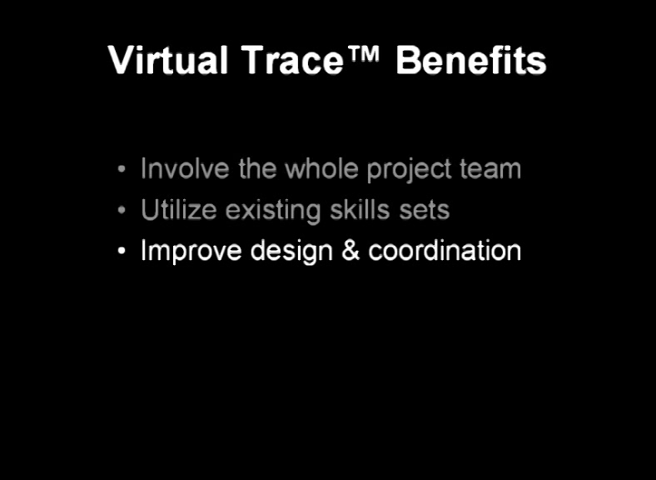 Virtual Trace™ Benefits
• Involve the whole project team
• Utilize existing skills sets
• Improve design & coordination